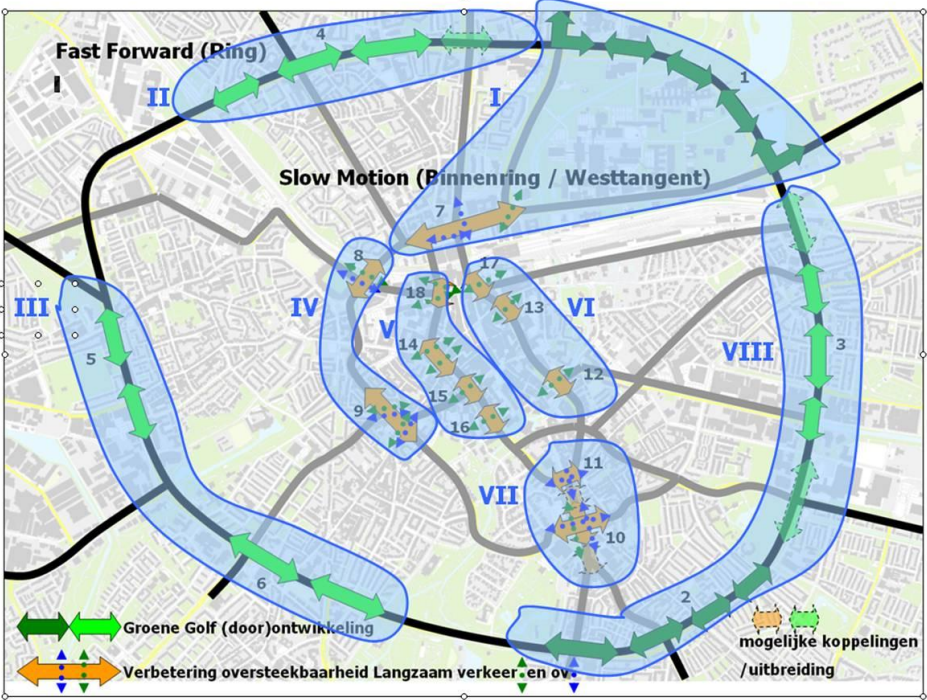 4
Fast Forward (Ring)
1
II
I
Slow Motion (Binnenring / Westtangent)
7
8
17
18
III
IV
13
VI
V
14
VIII
3
5
12
15
9
16
11
VII
10
6
2
Groene Golf (door)ontwikkeling
mogelijke koppelingen
/uitbreiding
Verbetering oversteekbaarheid Langzaam verkeer en ov